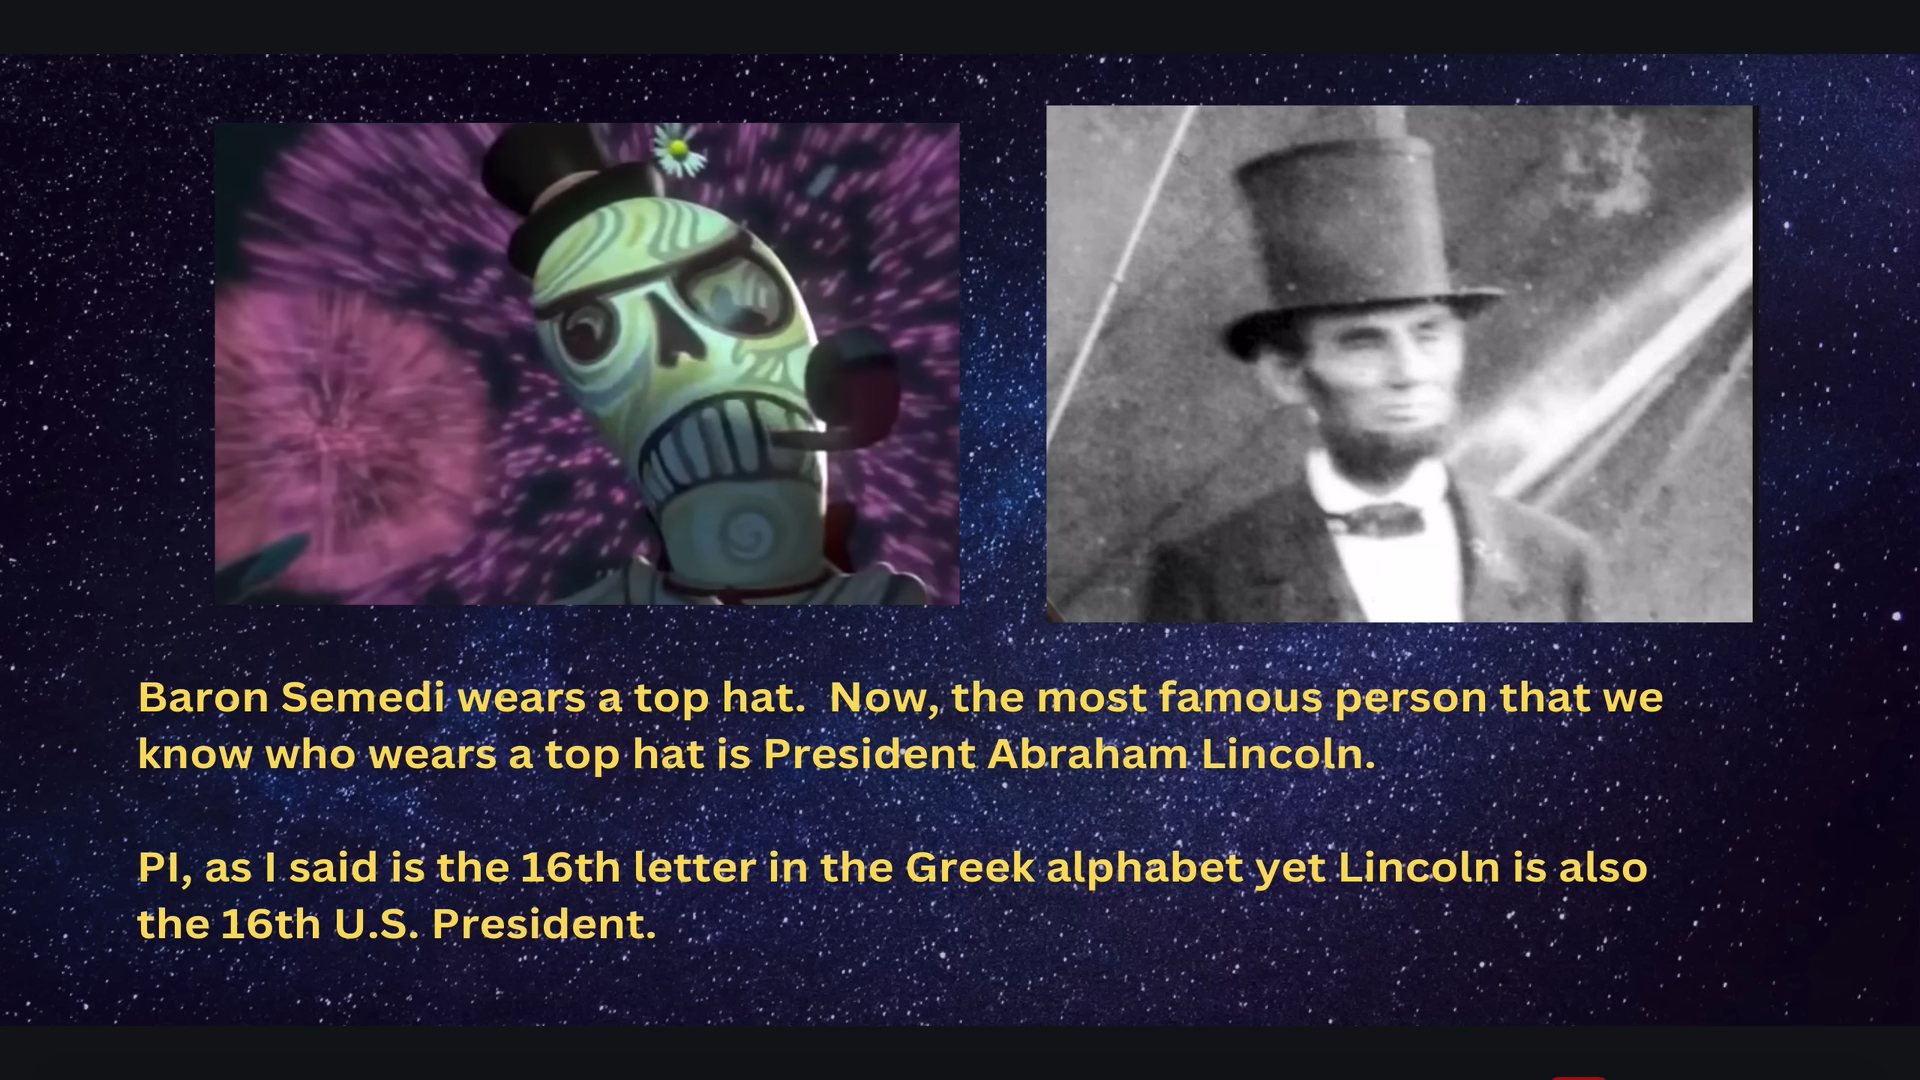 Baron Semedi wears a top hat.  Now, the most famous person that we
know who wears a top hat is President Abraham Lincoln.
PI, as I said is the 16th letter in the Greek alphabet yet Lincoln is also
the 16th U.S. President.